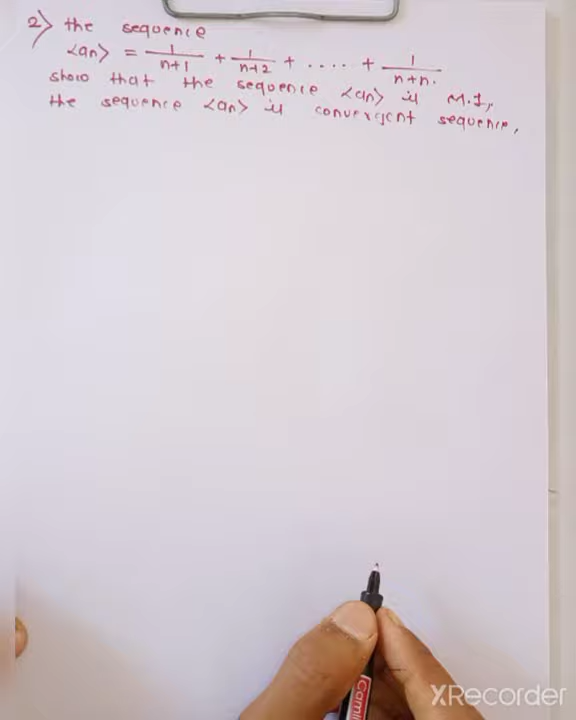 2) the sequence
<an> = 1/n+1 + 1/n+2 + .... + 1/n+n.
show that the sequence <an> is M.I,
the sequence <an> is convergent sequence,
Camlin
XRecorder